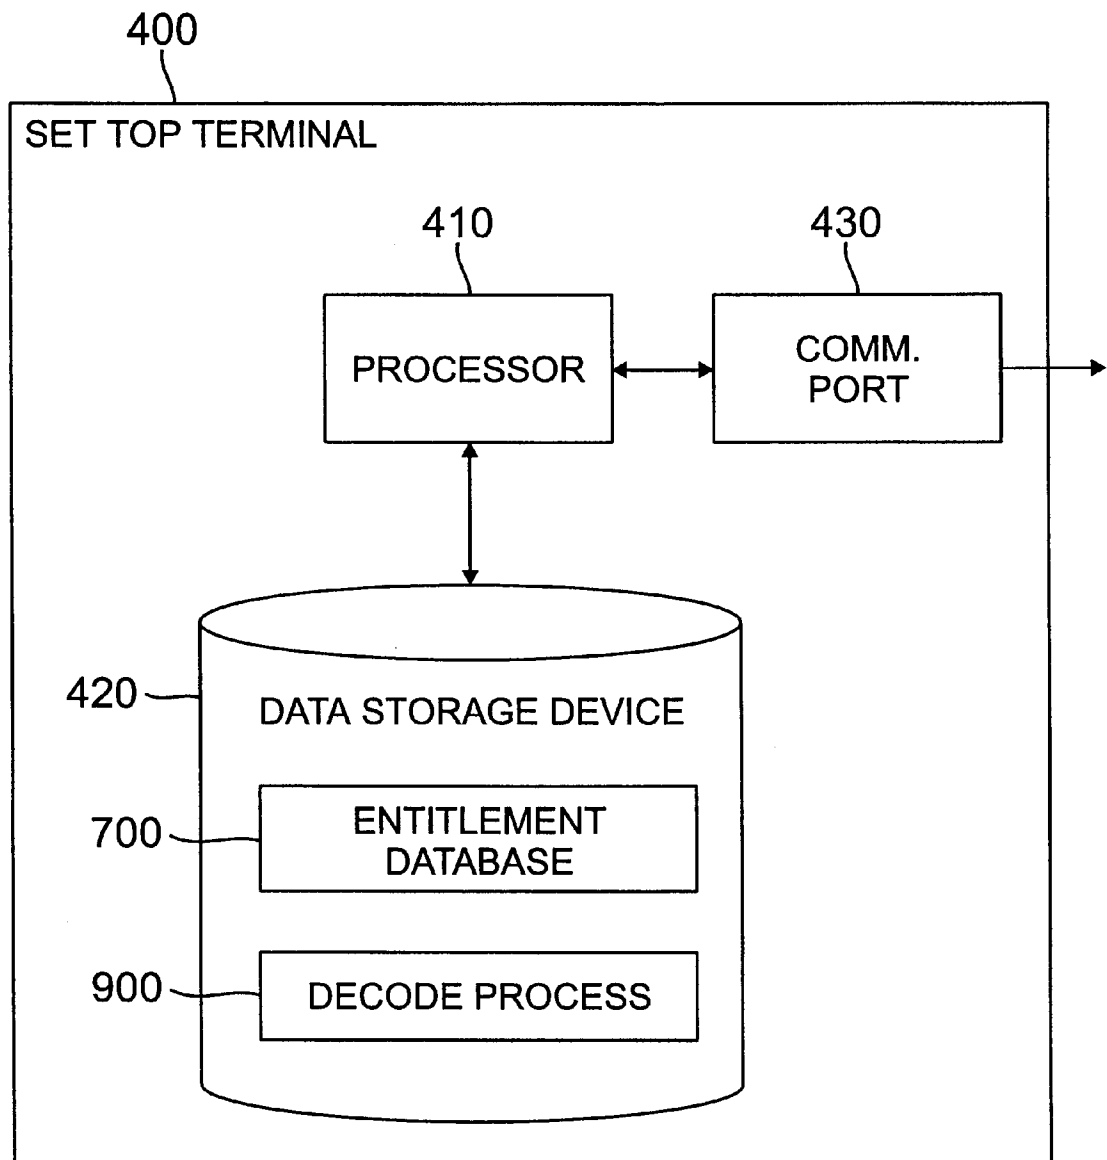 400
SET TOP TERMINAL
410
430
PROCESSOR
COMM.
PORT
420
DATA STORAGE DEVICE
700
ENTITLEMENT
DATABASE
900
DECODE PROCESS